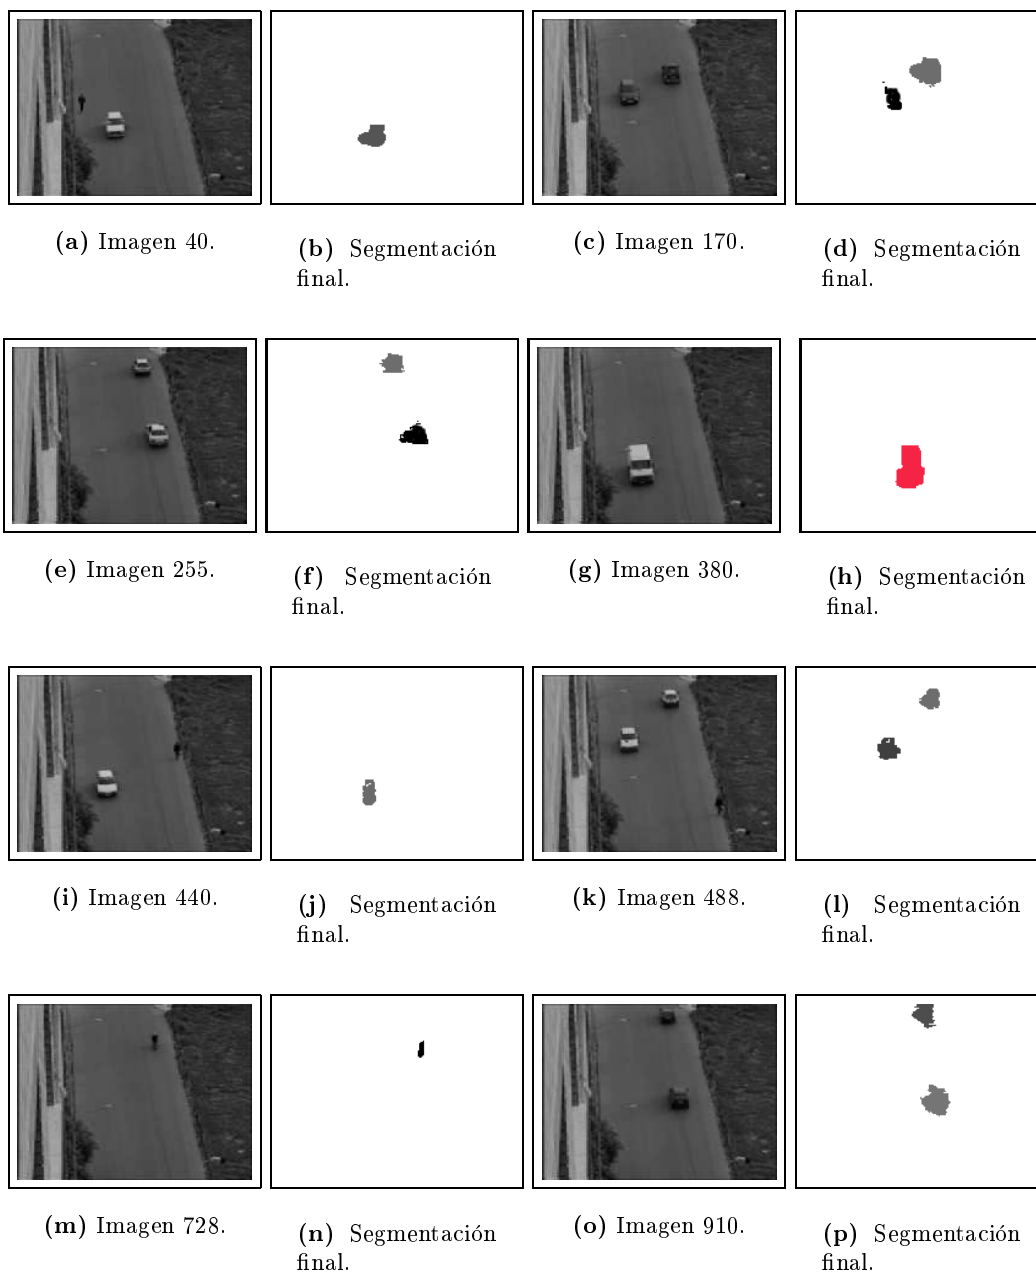 (a) Imagen 40.
(b) Segmentación
final.
(c) Imagen 170.
(d) Segmentación
final.
(e) Imagen 255.
(f) Segmentación
final.
(g) Imagen 380.
(h) Segmentación
final.
(i) Imagen 440.
(j) Segmentación
final.
(k) Imagen 488.
(l) Segmentación
final.
(m) Imagen 728.
(n) Segmentación
final.
(o) Imagen 910.
(p) Segmentación
final.